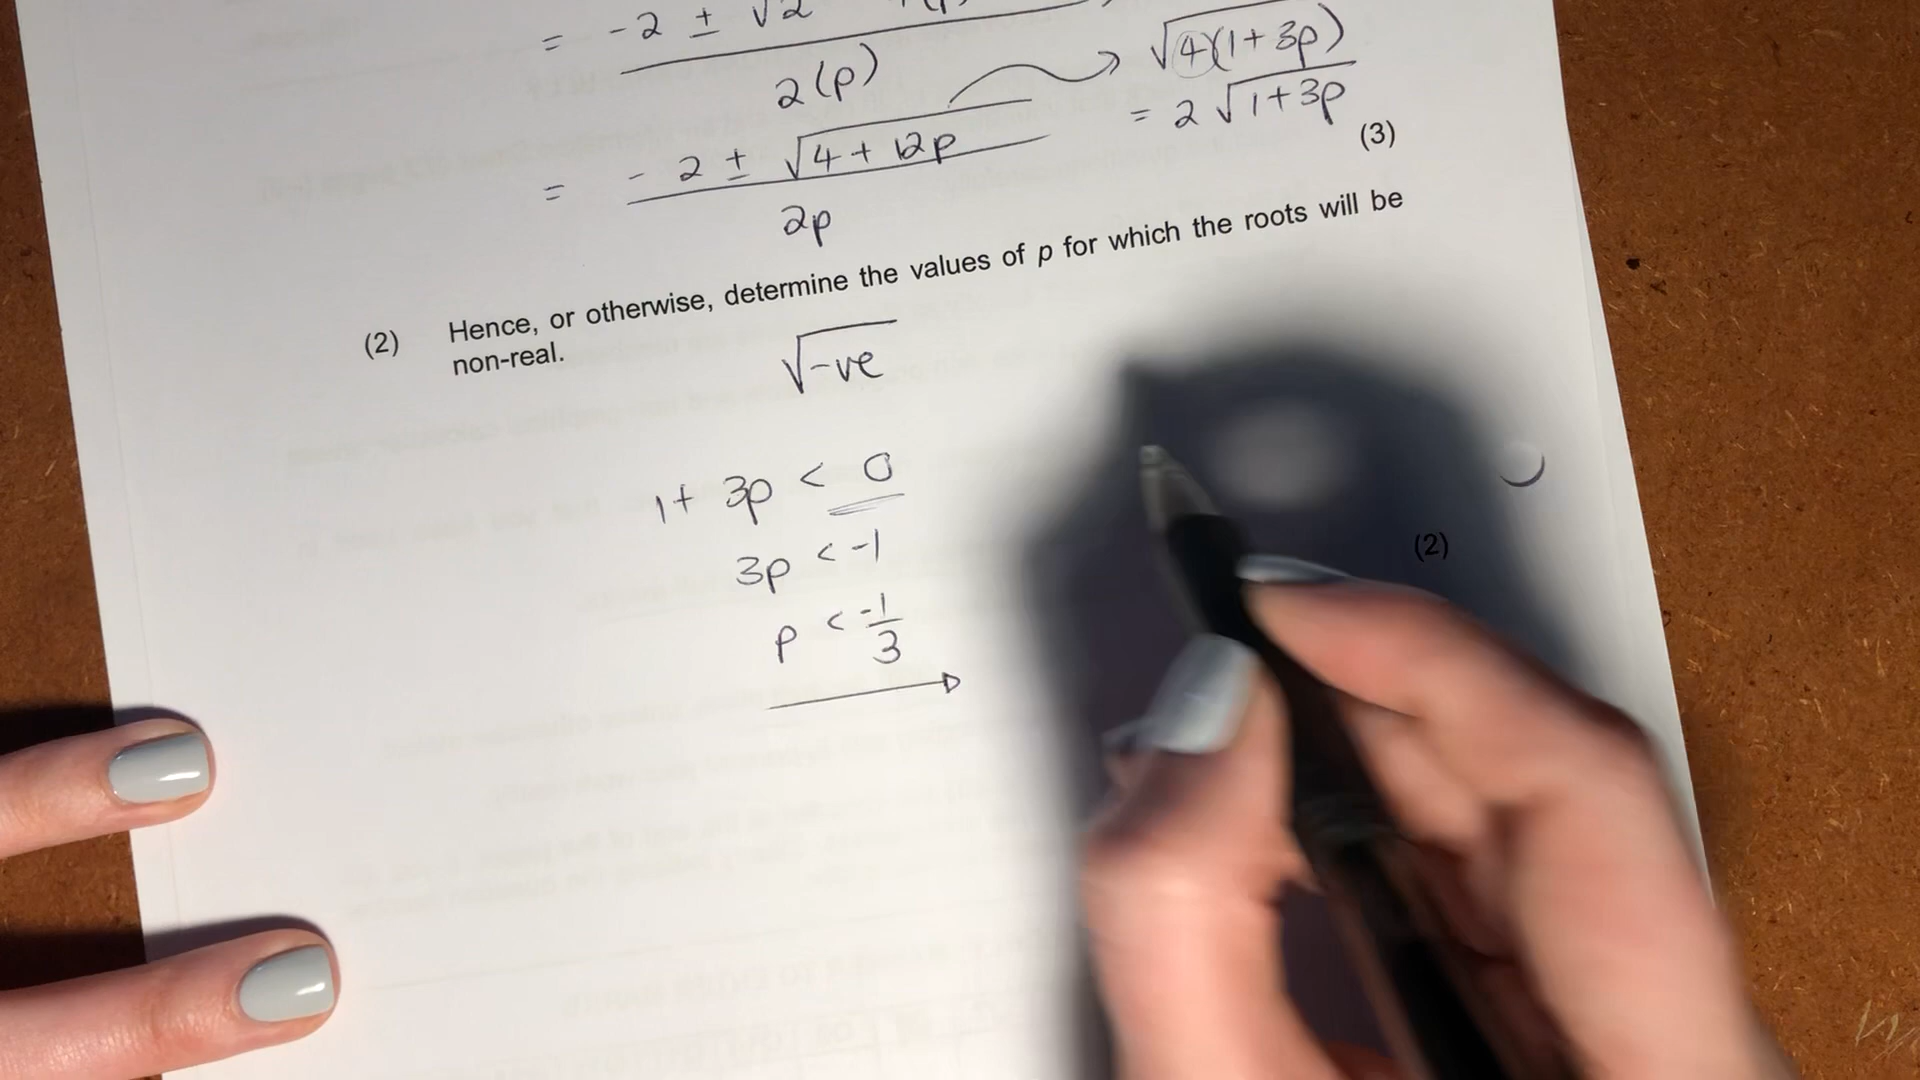 = -2 ± √2
2(p)
√4(1 + 3p)
= 2 √1+3p
= -2 ± √4 + 12p
2p
(3)
(2) Hence, or otherwise, determine the values of p for which the roots will be
non-real.
√-ve
1 + 3p < 0
3p < -1
(2)
p < -1/3